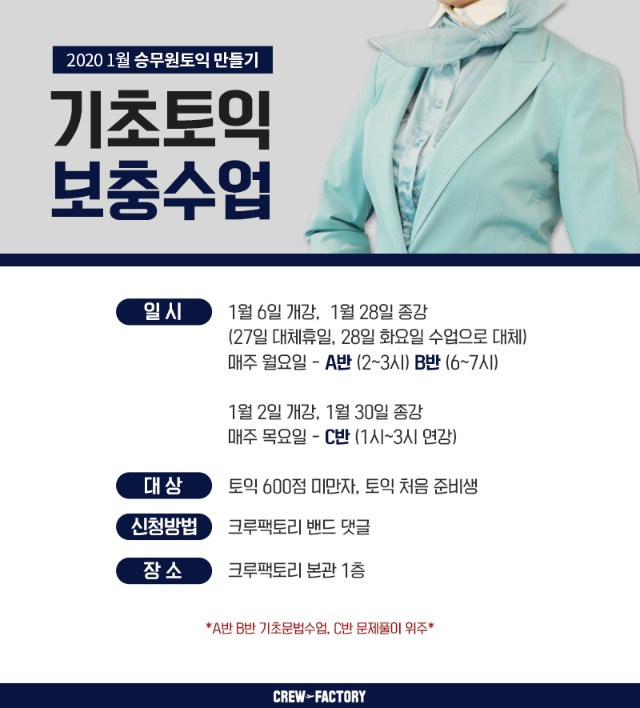 2020 1월 승무원토익 만들기
기초토익
보충수업
일 시
1월 6일 개강, 1월 28일 종강
(27일 대체휴일, 28일 화요일 수업으로 대체)
매주 월요일 - A반 (2~3시) B반 (6~7시)
1월 2일 개강, 1월 30일 종강
매주 목요일 - C반 (1시~3시 연강)
대 상
토익 600점 미만자, 토익 처음 준비생
신청방법
크루팩토리 밴드 댓글
장 소
크루팩토리 본관 1층
*A반 B반 기초문법수업, C반 문제풀이 위주*
CREW FACTORY